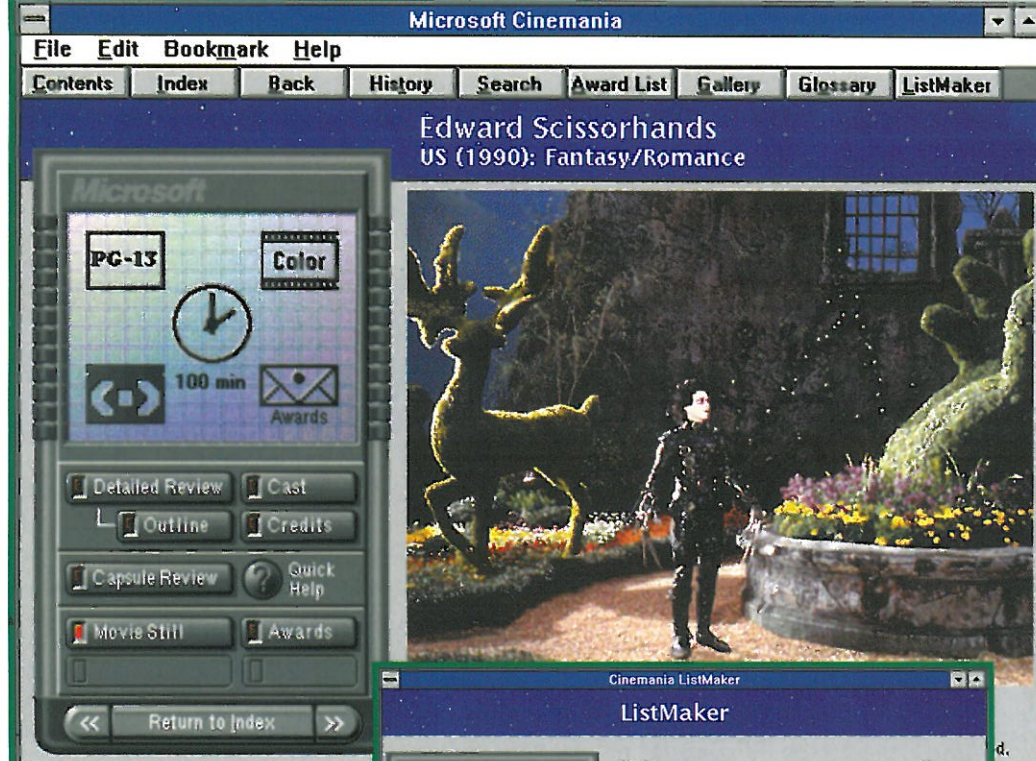 Microsoft Cinemania
File Edit Bookmark Help
Contents Index Back History Search Award List Gallery Glossary ListMaker
Edward Scissorhands
US (1990): Fantasy/Romance
Microsoft
PG-13 Color
100 min
Awards
Detailed Review Cast
Outline Credits
Capsule Review ? Quick Help
Movie Still Awards
<< Return to Index >>
Cinemania ListMaker
ListMaker
d.